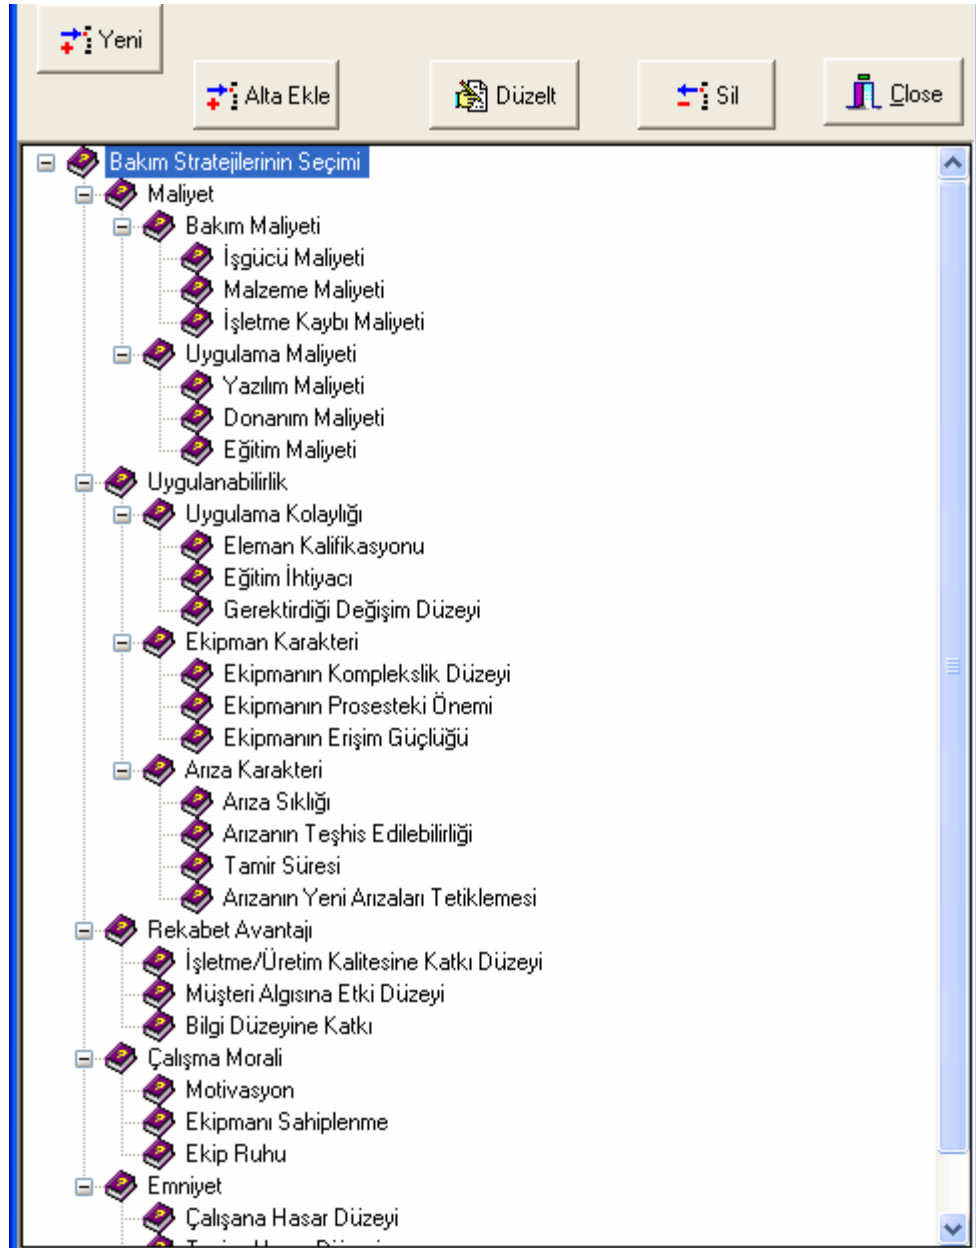 Yeni
Alta Ekle
Düzelt
Sil
Close
Bakım Stratejilerinin Seçimi
Maliyet
Bakım Maliyeti
İşgücü Maliyeti
Malzeme Maliyeti
İşletme Kaybı Maliyeti
Uygulama Maliyeti
Yazılım Maliyeti
Donanım Maliyeti
Eğitim Maliyeti
Uygulanabilirlik
Uygulama Kolaylığı
Eleman Kalifikasyonu
Eğitim İhtiyacı
Gerektirdiği Değişim Düzeyi
Ekipman Karakteri
Ekipmanın Komplekslik Düzeyi
Ekipmanın Prosesteki Önemi
Ekipmanın Erişim Güçlüğü
Arıza Karakteri
Arıza Sıklığı
Arızanın Teşhis Edilebilirliği
Tamir Süresi
Arızanın Yeni Arızaları Tetiklemesi
Rekabet Avantajı
İşletme/Üretim Kalitesine Katkı Düzeyi
Müşteri Algısına Etki Düzeyi
Bilgi Düzeyine Katkı
Çalışma Morali
Motivasyon
Ekipmanı Sahiplenme
Ekip Ruhu
Emniyet
Çalışana Hasar Düzeyi